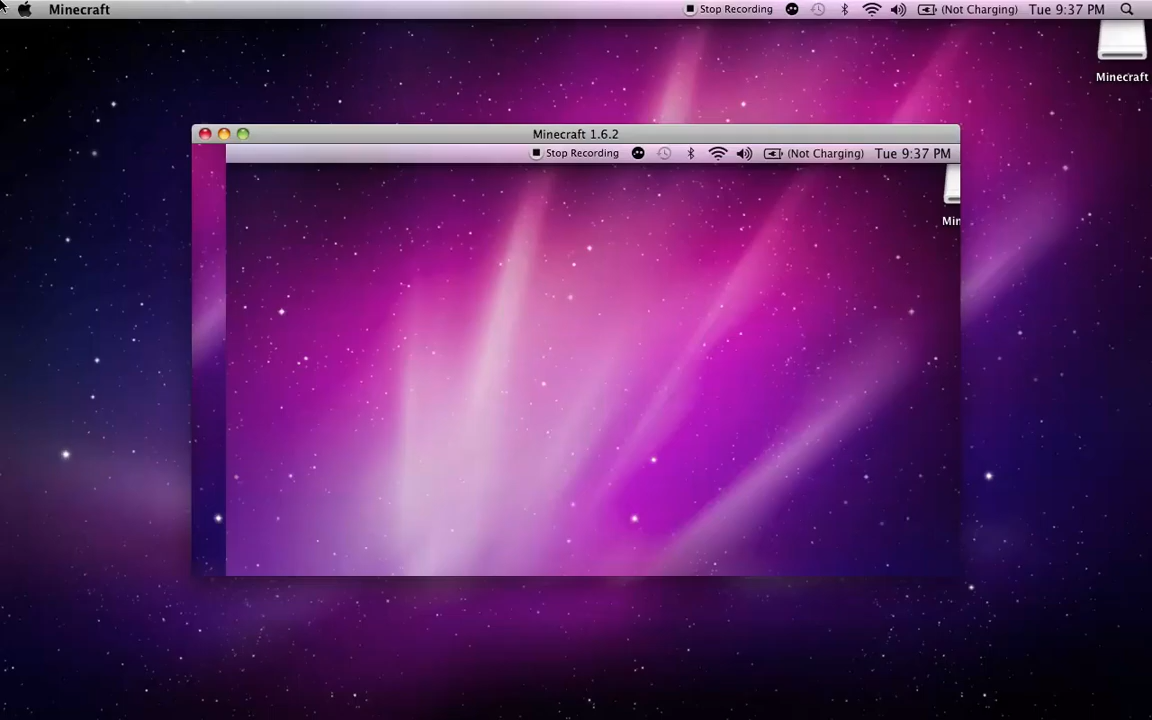 Minecraft Stop Recording (Not Charging) Tue 9:37 PM
Minecraft
Minecraft 1.6.2
Stop Recording (Not Charging) Tue 9:37 PM
Min